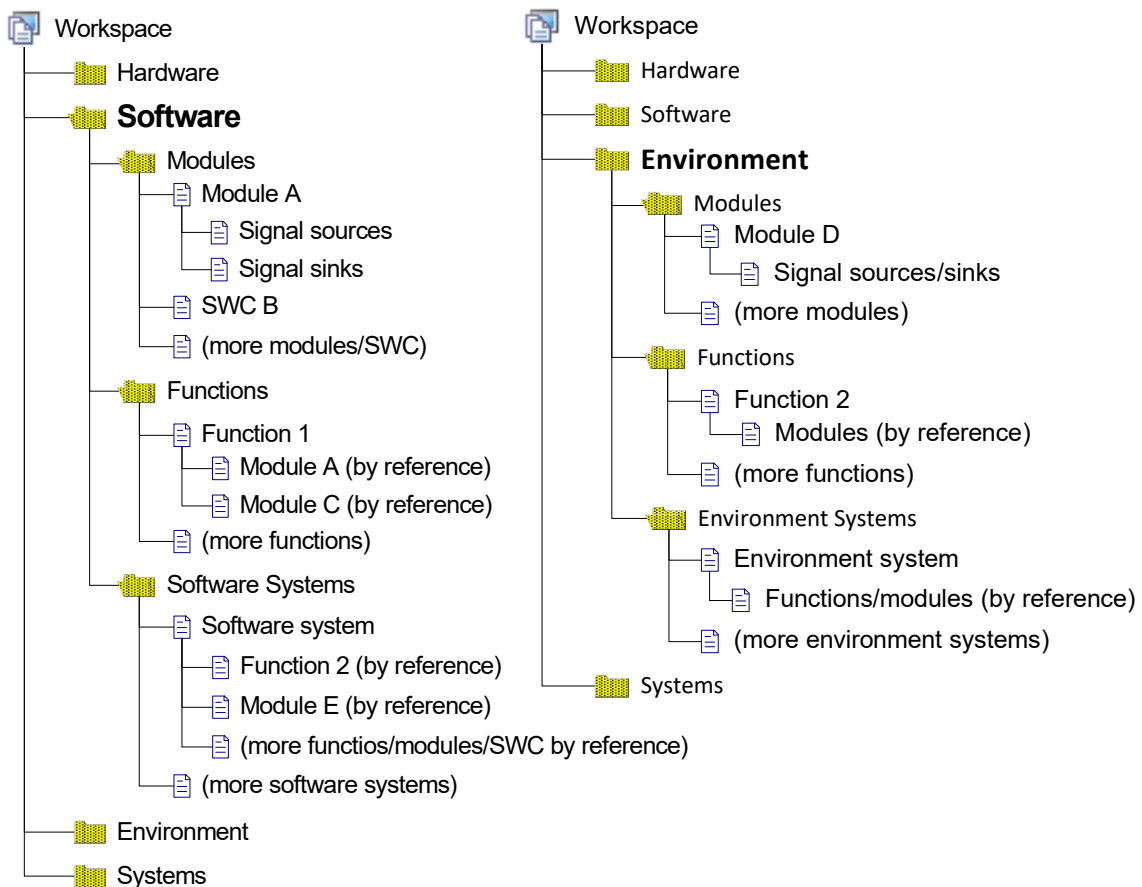 Workspace
Hardware
Software
Modules
Module A
Signal sources
Signal sinks
SWC B
(more modules/SWC)
Functions
Function 1
Module A (by reference)
Module C (by reference)
(more functions)
Software Systems
Software system
Function 2 (by reference)
Module E (by reference)
(more functios/modules/SWC by reference)
(more software systems)
Environment
Systems
Workspace
Hardware
Software
Environment
Modules
Module D
Signal sources/sinks
(more modules)
Functions
Function 2
Modules (by reference)
(more functions)
Environment Systems
Environment system
Functions/modules (by reference)
(more environment systems)
Systems